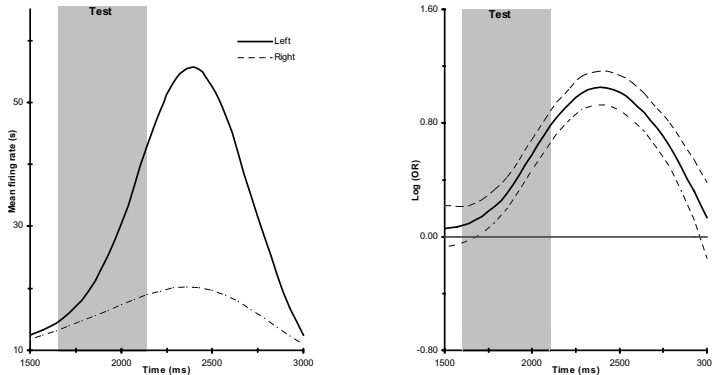 Test
Left
Right
50
30
10
Mean firing rate (s)
1500
2000
2500
3000
Time (ms)
Test
1.60
0.80
0.00
-0.80
Log (OR)
1500
2000
2500
300
Time (ms)